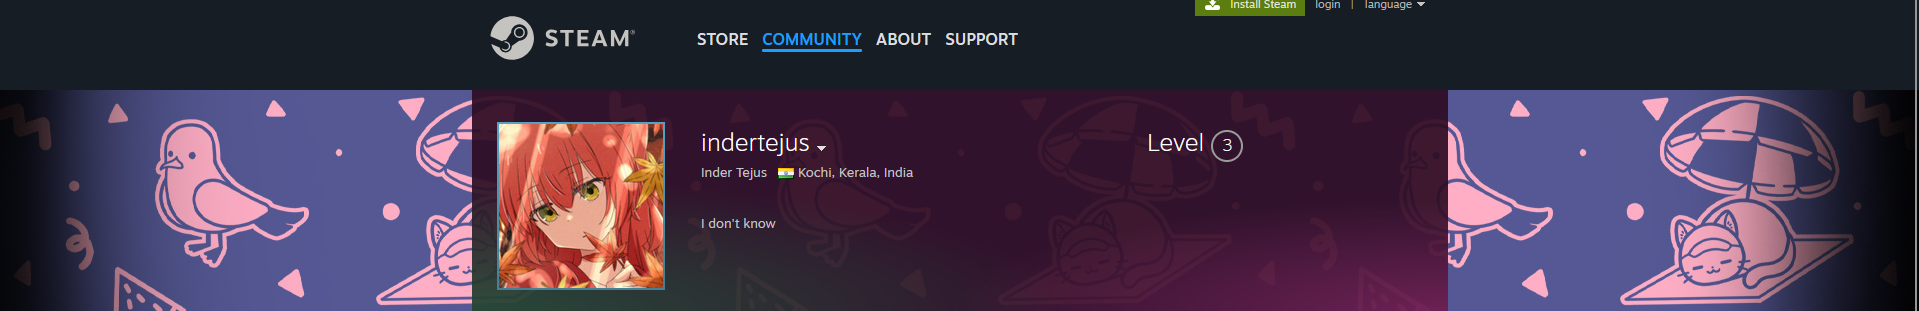 Install Steam login | language
STEAM®
STORE COMMUNITY ABOUT SUPPORT
indertejus
Level 3
Inder Tejus Kochi, Kerala, India
I don't know